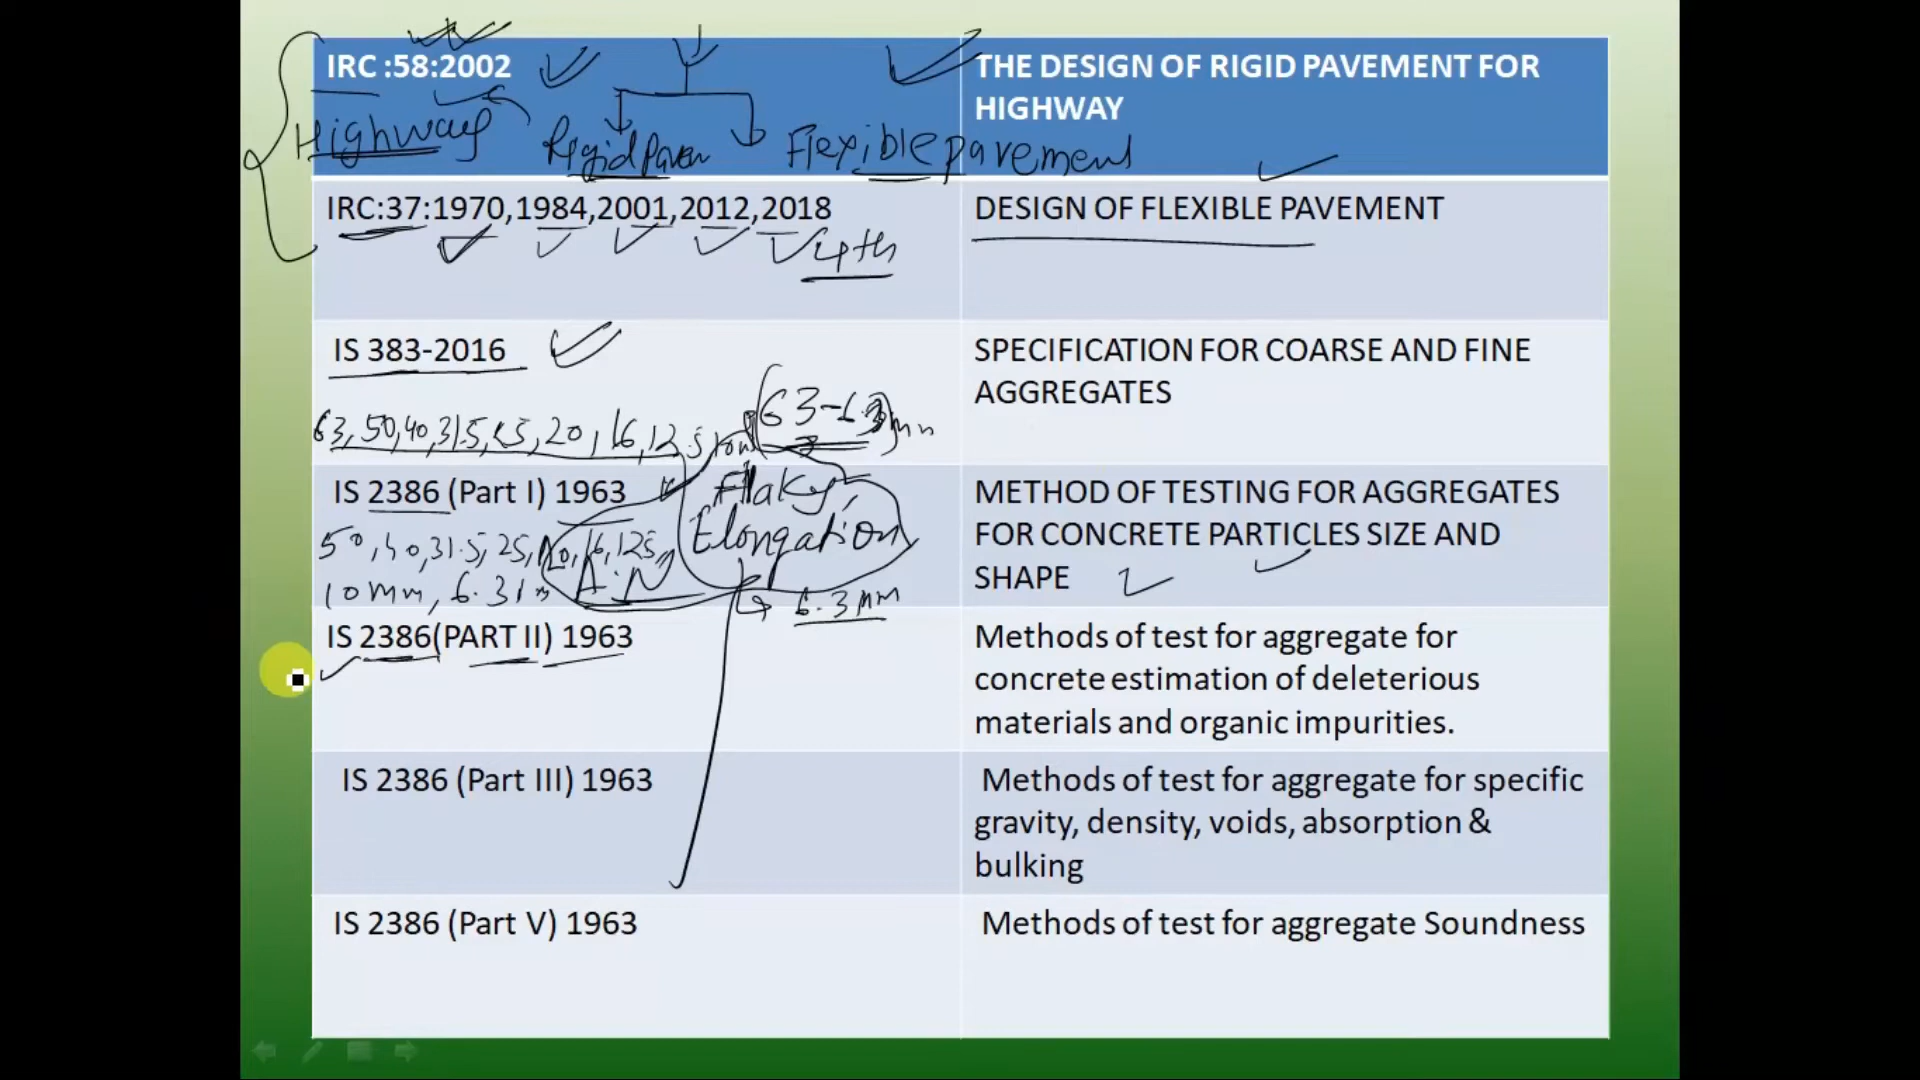 IRC :58:2002
THE DESIGN OF RIGID PAVEMENT FOR
HIGHWAY
Highway
Flexible pavement
IRC:37:1970,1984,2001,2012,2018
DESIGN OF FLEXIBLE PAVEMENT
4th
IS 383-2016
SPECIFICATION FOR COARSE AND FINE
AGGREGATES
63, 50, 40, 31.5, 25, 20, 16, 12.5
IS 2386 (Part I) 1963
METHOD OF TESTING FOR AGGREGATES
FOR CONCRETE PARTICLES SIZE AND
SHAPE
Flaky,
Elongation
50, 40, 31.5, 25, 20, 16, 12.5
10 mm, 6.3
A.N
6.3 mm
IS 2386(PART II) 1963
Methods of test for aggregate for
concrete estimation of deleterious
materials and organic impurities.
IS 2386 (Part III) 1963
Methods of test for aggregate for specific
gravity, density, voids, absorption &
bulking
IS 2386 (Part V) 1963
Methods of test for aggregate Soundness